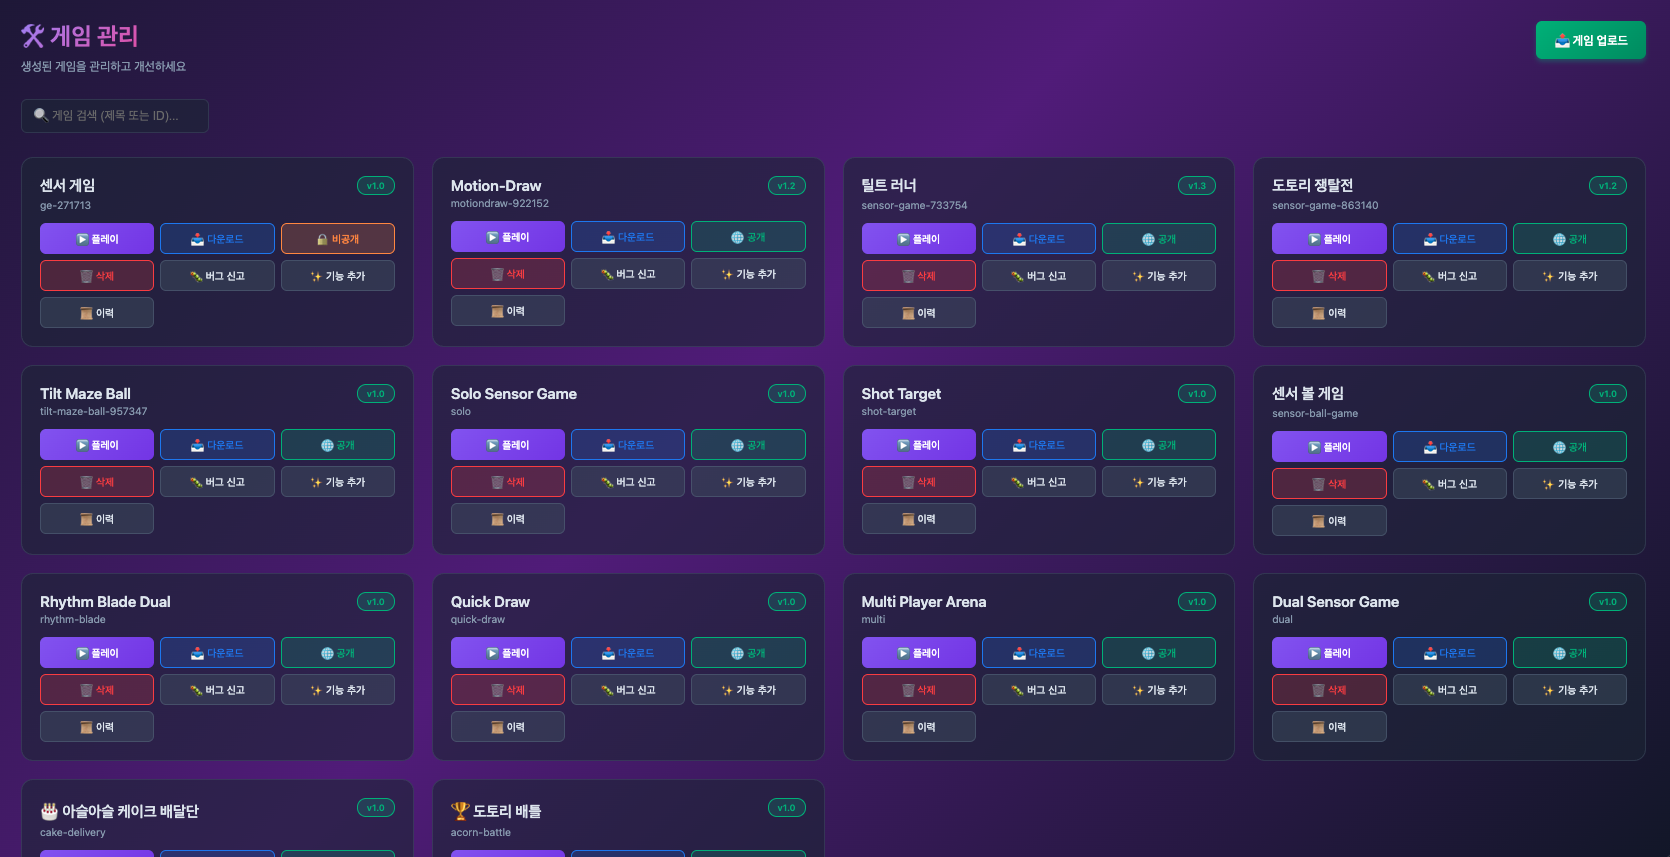 🛠️ 게임 관리
📤 게임 업로드
생성된 게임을 관리하고 개선하세요
🔍 게임 검색 (제목 또는 ID)...
센서 게임
v1.0
ge-271713
▶️ 플레이
📥 다운로드
🔒 비공개
🗑️ 삭제
🐛 버그 신고
✨ 기능 추가
📜 이력
Motion-Draw
v1.2
motiondraw-922152
▶️ 플레이
📥 다운로드
🌐 공개
🗑️ 삭제
🐛 버그 신고
✨ 기능 추가
📜 이력
틸트 러너
v1.3
sensor-game-733754
▶️ 플레이
📥 다운로드
🌐 공개
🗑️ 삭제
🐛 버그 신고
✨ 기능 추가
📜 이력
도토리 쟁탈전
v1.2
sensor-game-863140
▶️ 플레이
📥 다운로드
🌐 공개
🗑️ 삭제
🐛 버그 신고
✨ 기능 추가
📜 이력
Tilt Maze Ball
v1.0
tilt-maze-ball-957347
▶️ 플레이
📥 다운로드
🌐 공개
🗑️ 삭제
🐛 버그 신고
✨ 기능 추가
📜 이력
Solo Sensor Game
v1.0
solo
▶️ 플레이
📥 다운로드
🌐 공개
🗑️ 삭제
🐛 버그 신고
✨ 기능 추가
📜 이력
Shot Target
v1.0
shot-target
▶️ 플레이
📥 다운로드
🌐 공개
🗑️ 삭제
🐛 버그 신고
✨ 기능 추가
📜 이력
센서 볼 게임
v1.0
sensor-ball-game
▶️ 플레이
📥 다운로드
🌐 공개
🗑️ 삭제
🐛 버그 신고
✨ 기능 추가
📜 이력
Rhythm Blade Dual
v1.0
rhythm-blade
▶️ 플레이
📥 다운로드
🌐 공개
🗑️ 삭제
🐛 버그 신고
✨ 기능 추가
📜 이력
Quick Draw
v1.0
quick-draw
▶️ 플레이
📥 다운로드
🌐 공개
🗑️ 삭제
🐛 버그 신고
✨ 기능 추가
📜 이력
Multi Player Arena
v1.0
multi
▶️ 플레이
📥 다운로드
🌐 공개
🗑️ 삭제
🐛 버그 신고
✨ 기능 추가
📜 이력
Dual Sensor Game
v1.0
dual
▶️ 플레이
📥 다운로드
🌐 공개
🗑️ 삭제
🐛 버그 신고
✨ 기능 추가
📜 이력
🎂 아슬아슬 케이크 배달단
v1.0
cake-delivery
🏆 도토리 배틀
v1.0
acorn-battle